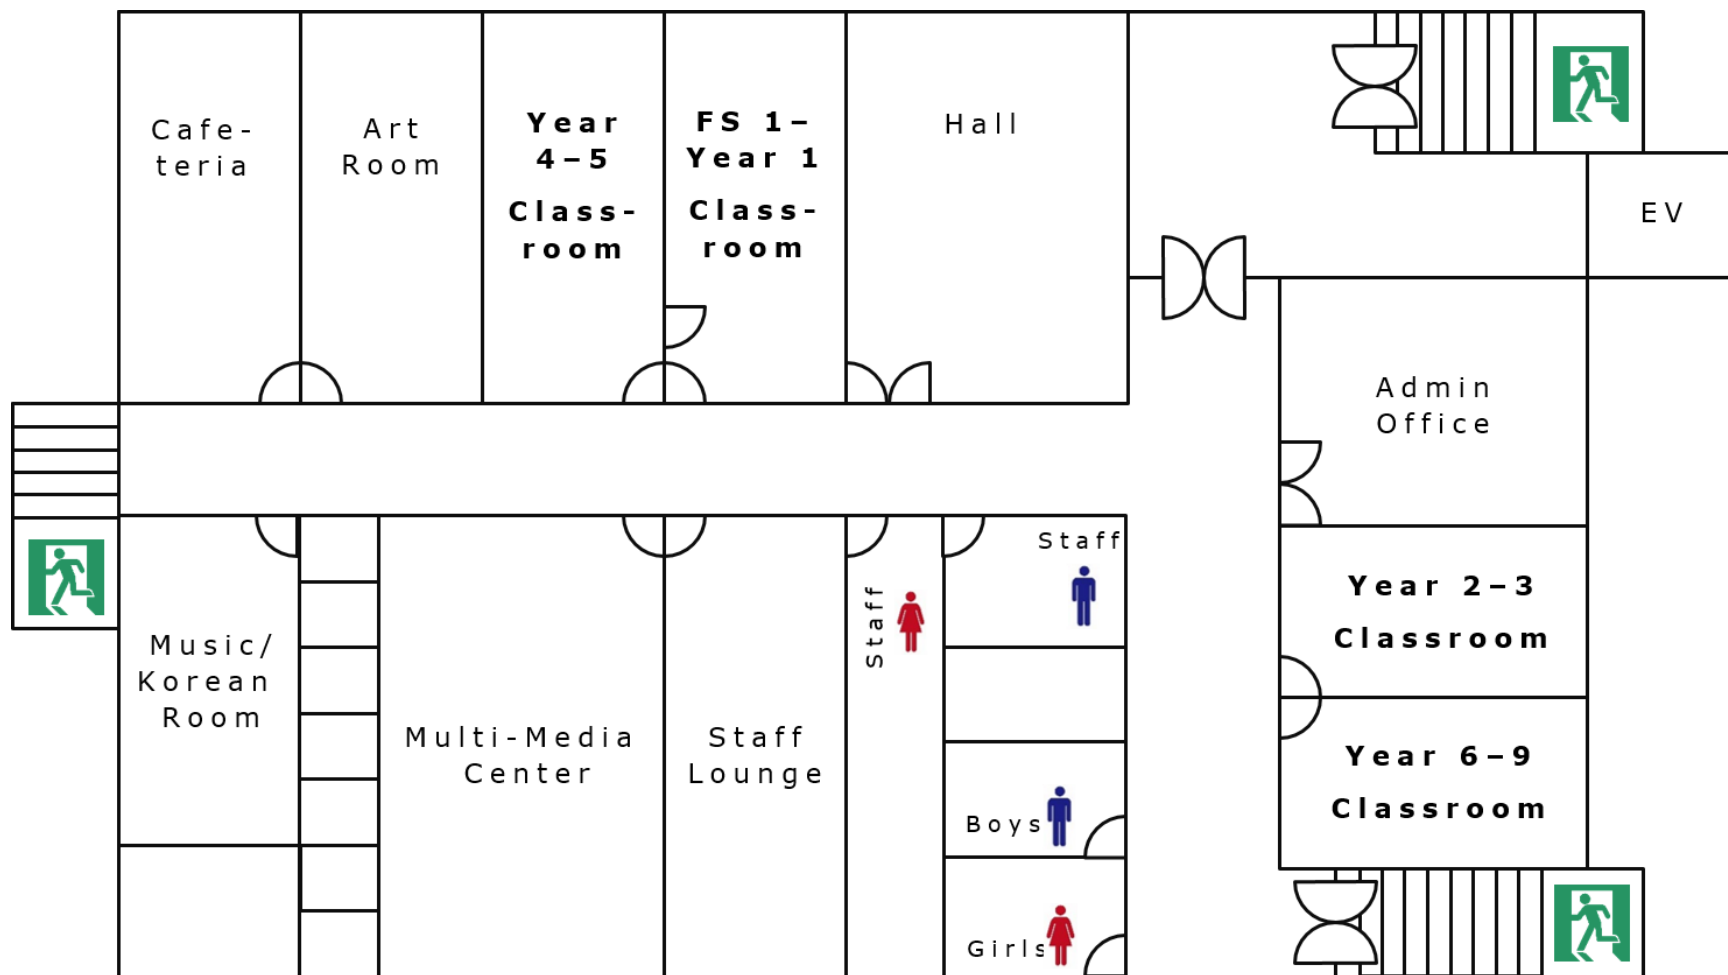 Cafe-
teria
Art
Room
Year
4–5
Class-
room
FS 1–
Year 1
Class-
room
Hall
EV
Admin
Office
Staff
Staff
Year 2–3
Classroom
Music/
Korean
Room
Multi-Media
Center
Staff
Lounge
Year 6–9
Classroom
Boys
Girls